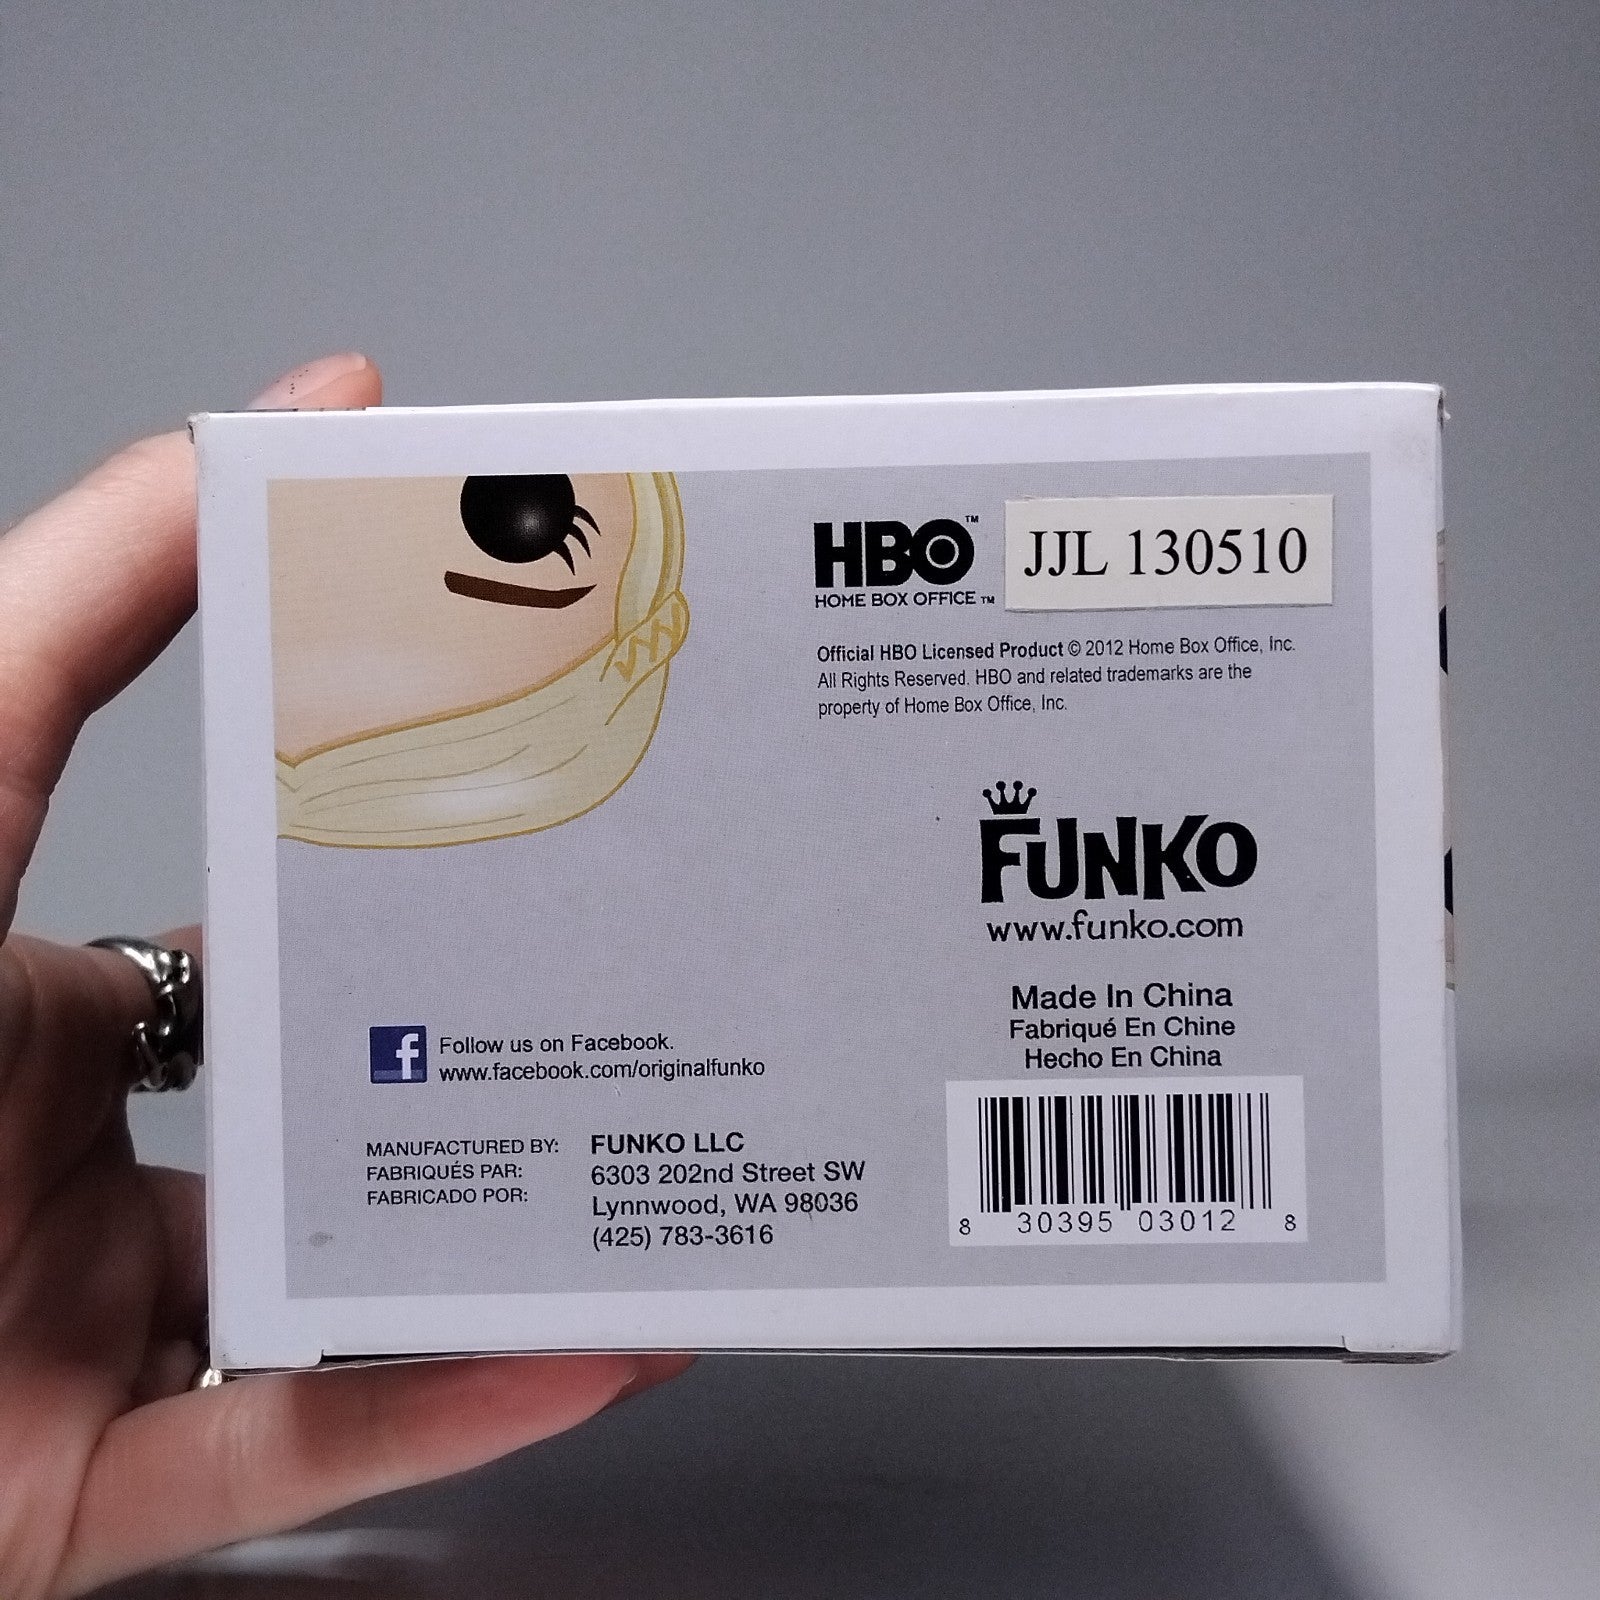 HBO™
HOME BOX OFFICE™
JJL 130510
Official HBO Licensed Product © 2012 Home Box Office, Inc.
All Rights Reserved. HBO and related trademarks are the
property of Home Box Office, Inc.
FUNKO
www.funko.com
Made In China
Fabriqué En Chine
Hecho En China
f
Follow us on Facebook.
www.facebook.com/originalfunko
MANUFACTURED BY:
FABRIQUÉS PAR:
FABRICADO POR:
FUNKO LLC
6303 202nd Street SW
Lynnwood, WA 98036
(425) 783-3616
8 30395 03012 8